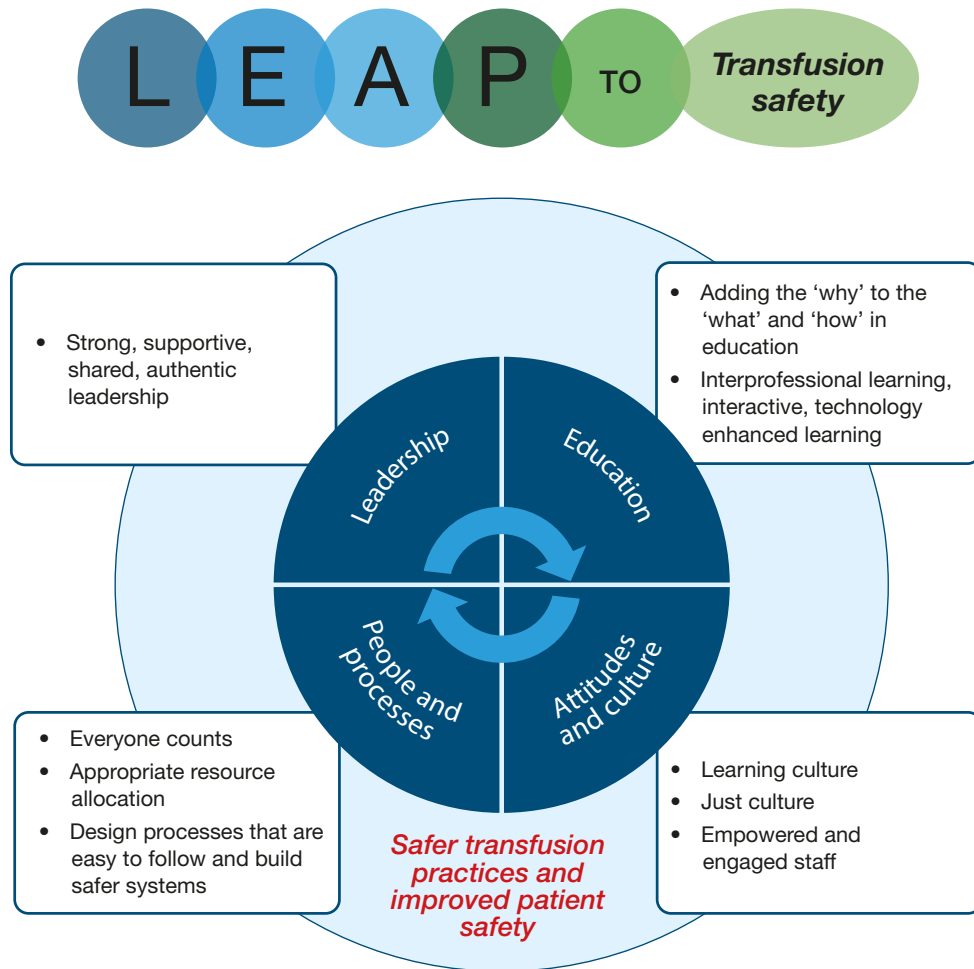 L E A P TO Transfusion
safety
• Strong, supportive,
shared, authentic
leadership
• Adding the ‘why’ to the
‘what’ and ‘how’ in
education
• Interprofessional learning,
interactive, technology
enhanced learning
Leadership
Education
People and
processes
Attitudes
and culture
• Everyone counts
• Appropriate resource
allocation
• Design processes that are
easy to follow and build
safer systems
• Learning culture
• Just culture
• Empowered and
engaged staff
Safer transfusion
practices and
improved patient
safety